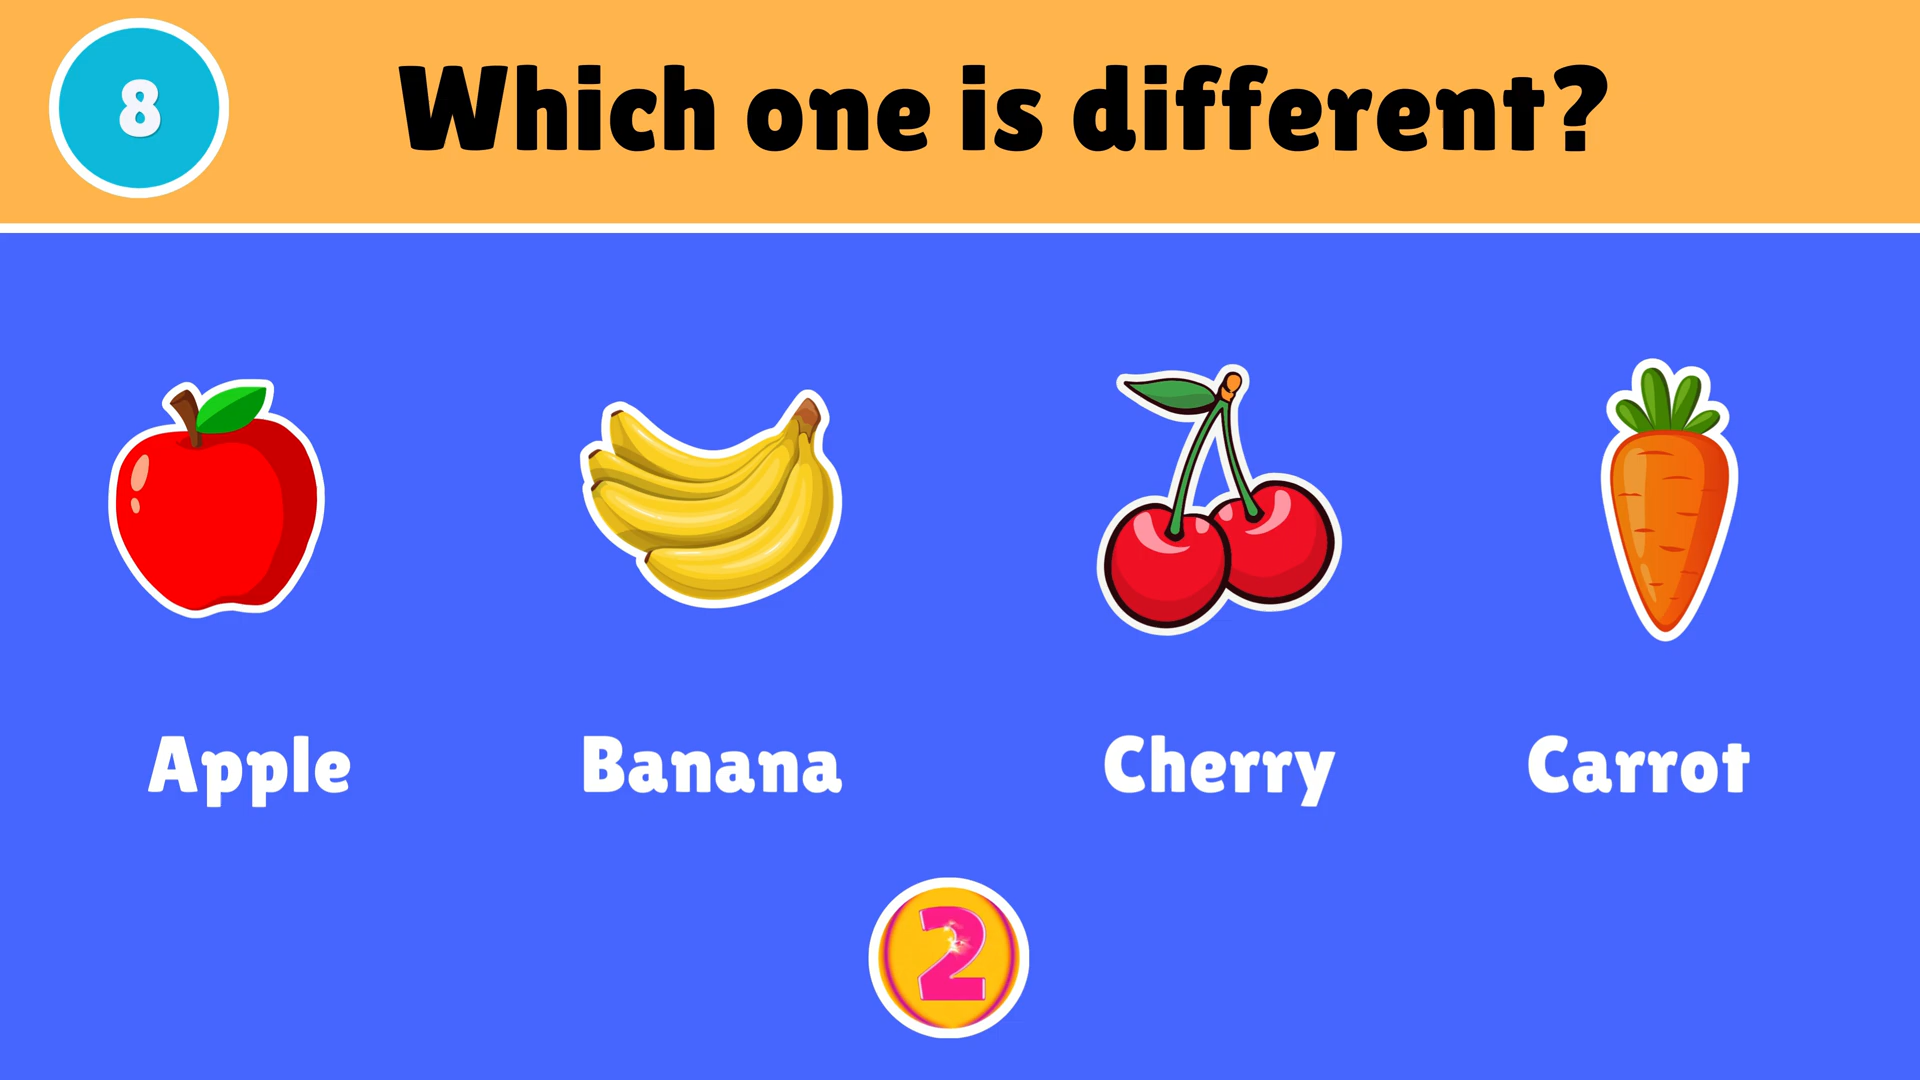 8
Which one is different?
Apple
Banana
Cherry
Carrot
2